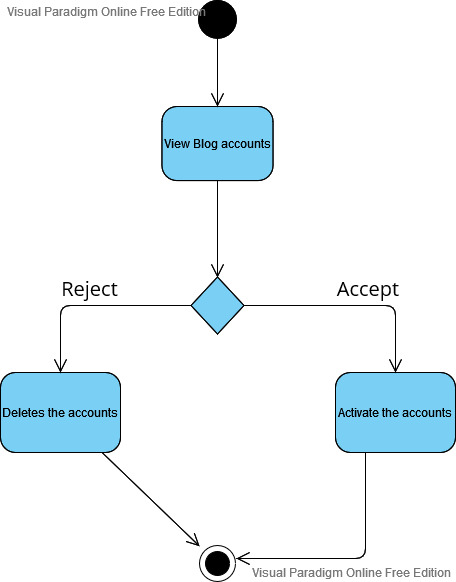 Visual Paradigm Online Free Edition
View Blog accounts
Reject
Accept
Deletes the accounts
Activate the accounts
Visual Paradigm Online Free Edition